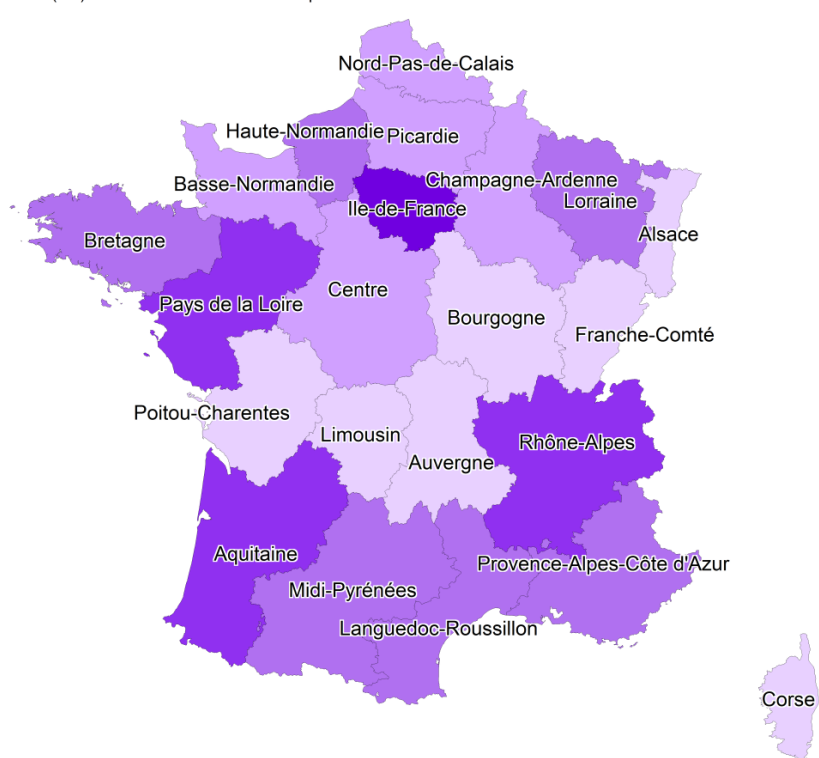 Nord-Pas-de-Calais
Haute-Normandie
Picardie
Basse-Normandie
Champagne-Ardenne
Ile-de-France
Lorraine
Bretagne
Alsace
Pays de la Loire
Centre
Bourgogne
Franche-Comté
Poitou-Charentes
Limousin
Rhône-Alpes
Auvergne
Aquitaine
Provence-Alpes-Côte d'Azur
Midi-Pyrénées
Languedoc-Roussillon
Corse